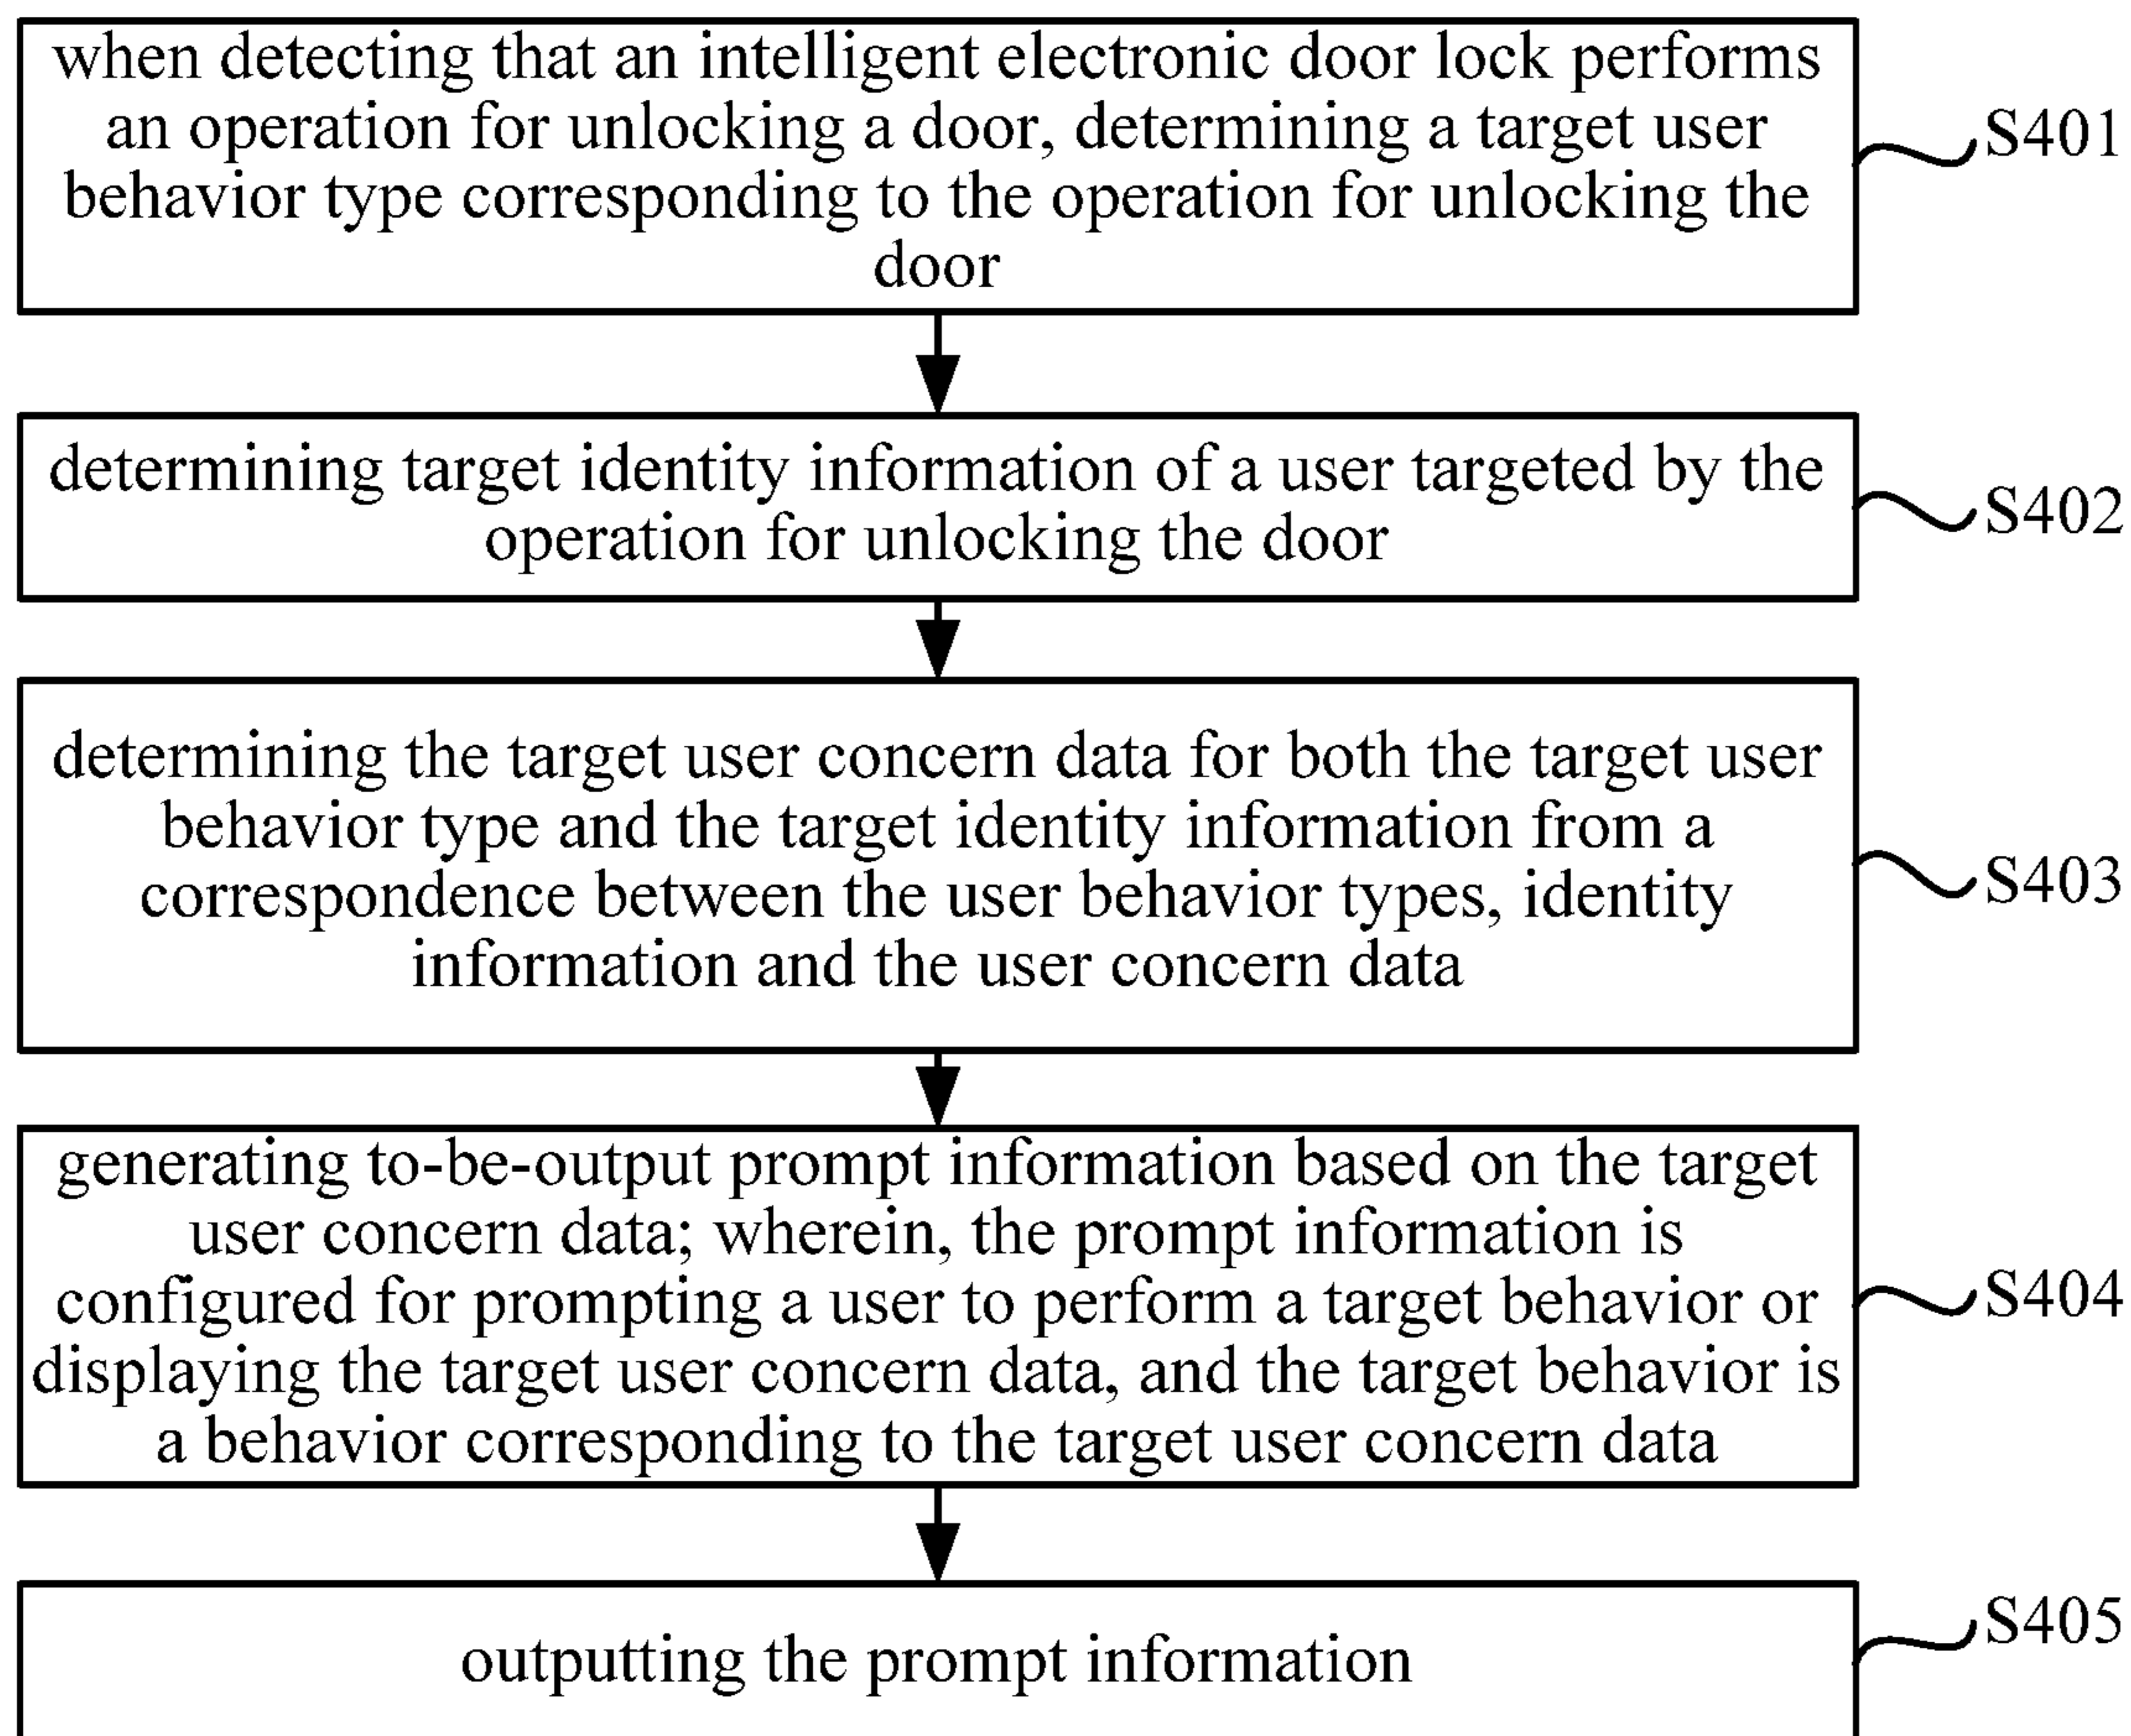 when detecting that an intelligent electronic door lock performs
an operation for unlocking a door, determining a target user
behavior type corresponding to the operation for unlocking the
door
S401
determining target identity information of a user targeted by the
operation for unlocking the door
S402
determining the target user concern data for both the target user
behavior type and the target identity information from a
correspondence between the user behavior types, identity
information and the user concern data
S403
generating to-be-output prompt information based on the target
user concern data; wherein, the prompt information is
configured for prompting a user to perform a target behavior or
displaying the target user concern data, and the target behavior is
a behavior corresponding to the target user concern data
S404
outputting the prompt information
S405